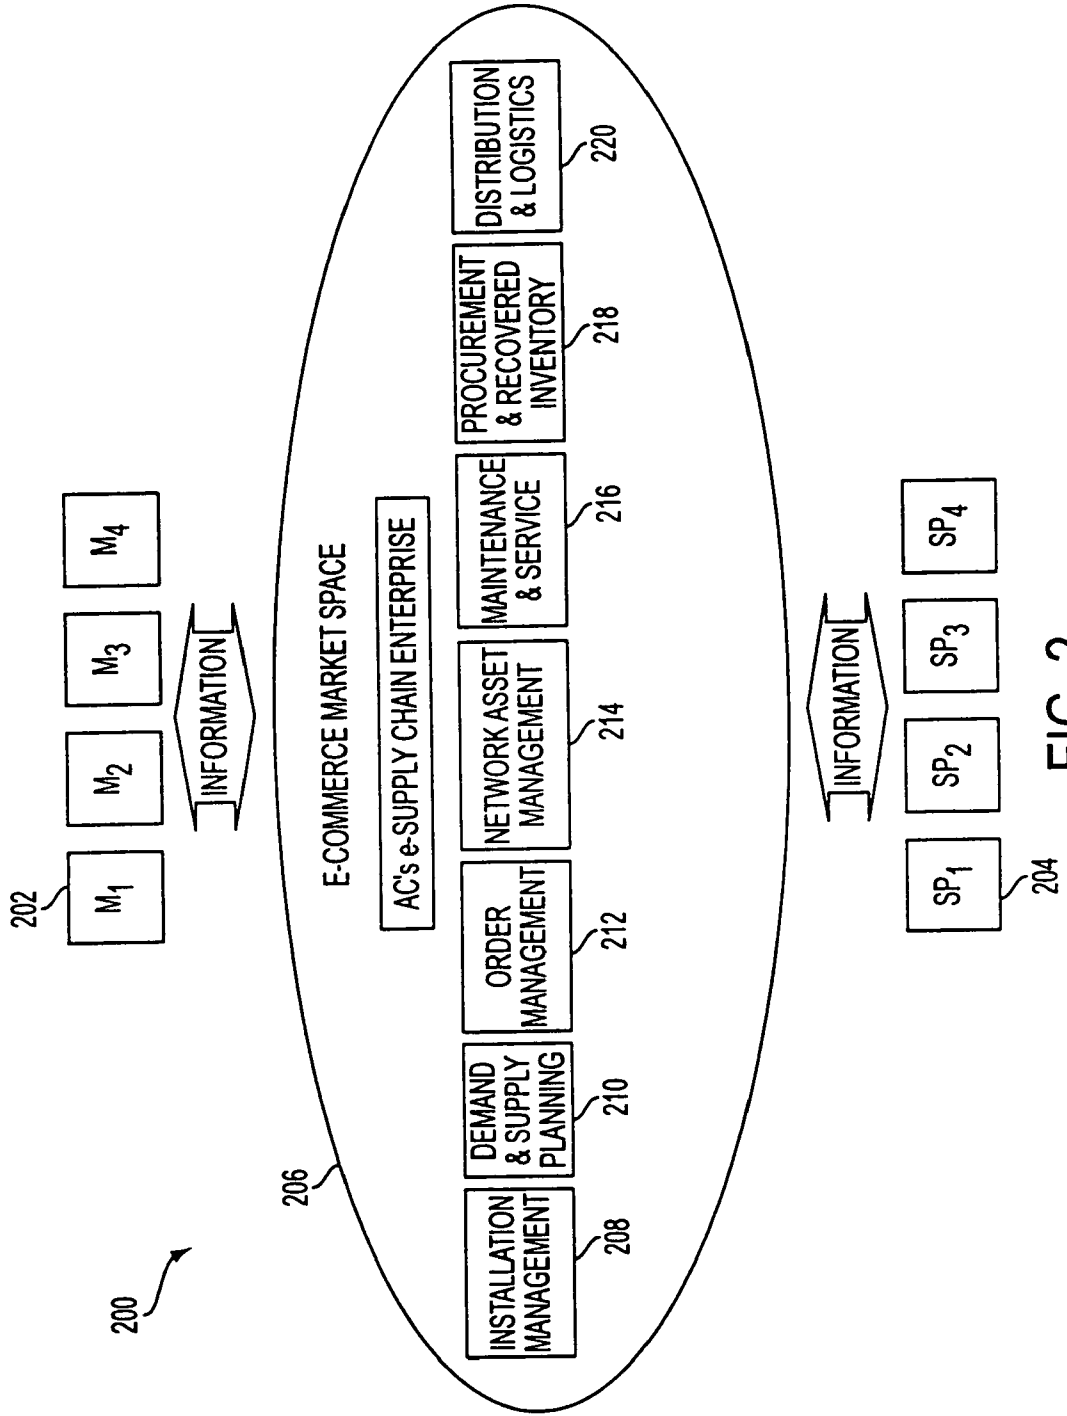 200
202
M1
M2
M3
M4
INFORMATION
206
E-COMMERCE MARKET SPACE
AC's e-SUPPLY CHAIN ENTERPRISE
INSTALLATION
MANAGEMENT
208
DEMAND
& SUPPLY
PLANNING
210
ORDER
MANAGEMENT
212
NETWORK ASSET
MANAGEMENT
214
MAINTENANCE
& SERVICE
216
PROCUREMENT
& RECOVERED
INVENTORY
218
DISTRIBUTION
& LOGISTICS
220
INFORMATION
SP1
SP2
SP3
SP4
204
FIG. 2